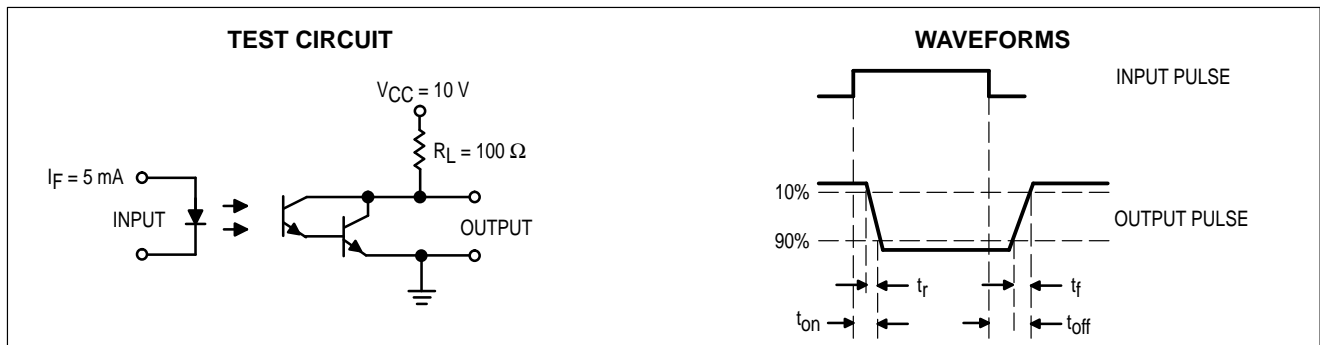 TEST CIRCUIT
VCC = 10 V
RL = 100 Ω
IF = 5 mA
INPUT
OUTPUT
WAVEFORMS
INPUT PULSE
10%
OUTPUT PULSE
90%
tr
tf
ton
toff